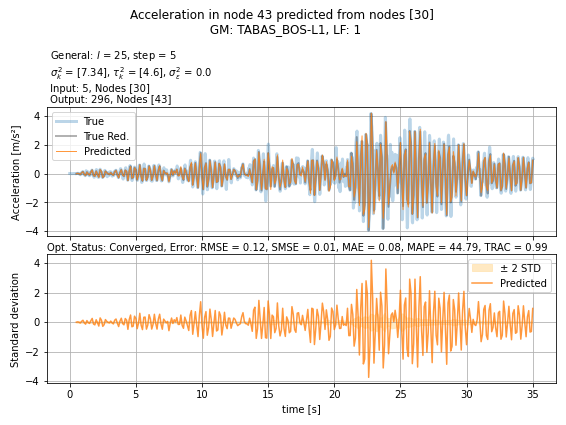 Acceleration in node 43 predicted from nodes [30]
GM: TABAS_BOS-L1, LF: 1
General: l = 25, step = 5
σ²ₖ = [7.34], τ²ₖ = [4.6], σ²ε = 0.0
Input: 5, Nodes [30]
Output: 296, Nodes [43]
Acceleration [m/s²]
4
2
0
−2
−4
True
True Red.
Predicted
Opt. Status: Converged, Error: RMSE = 0.12, SMSE = 0.01, MAE = 0.08, MAPE = 44.79, TRAC = 0.99
Standard deviation
4
2
0
−2
−4
± 2 STD
Predicted
0 5 10 15 20 25 30 35
time [s]